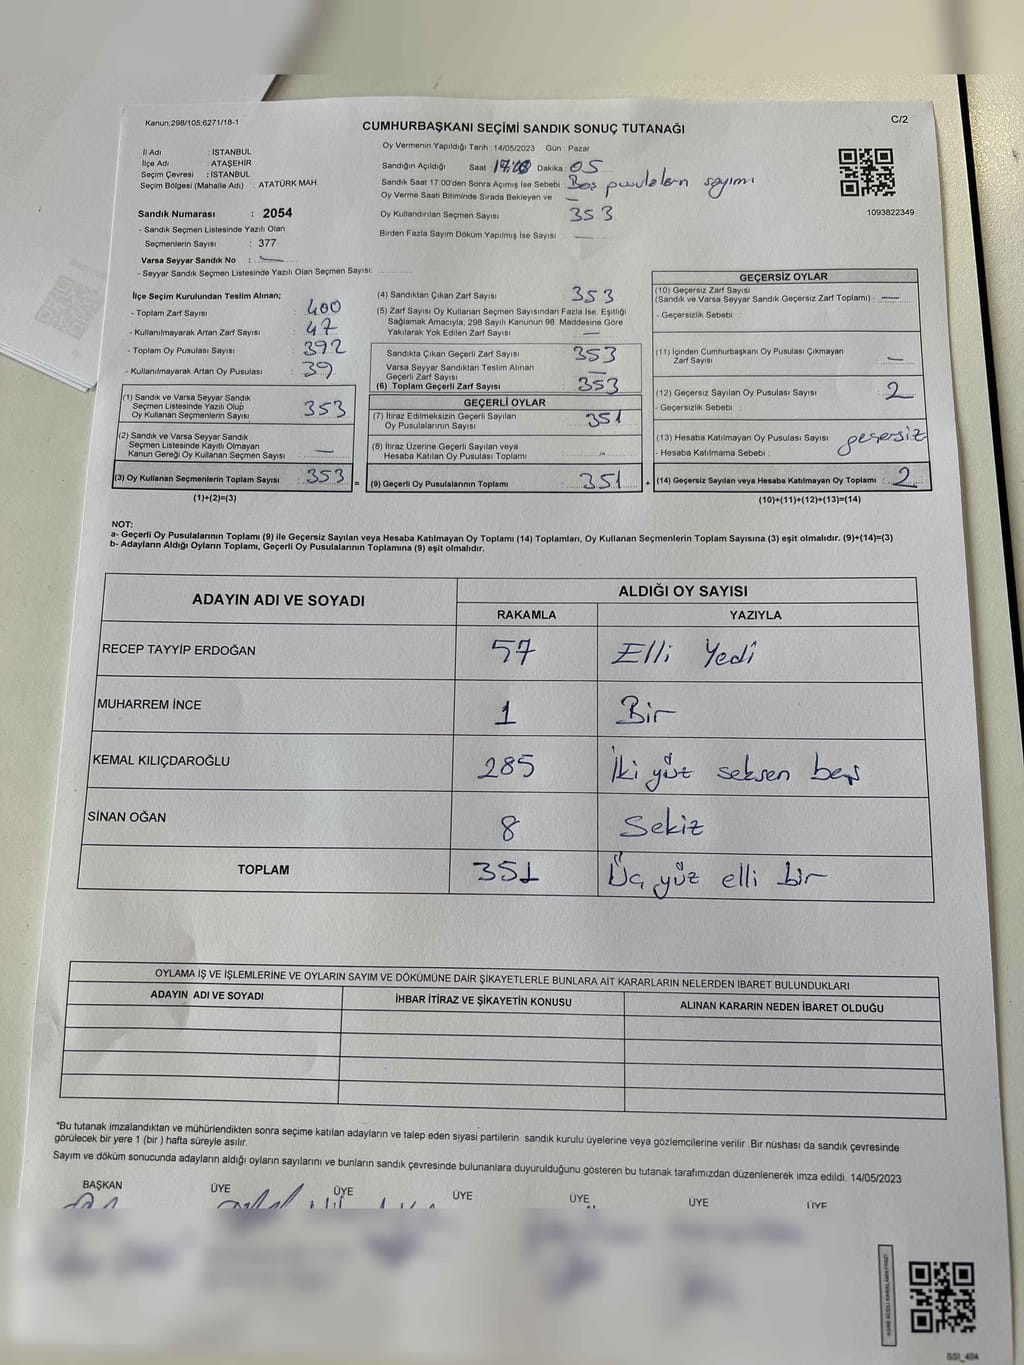 Kanun;298/105;6271/18-1
CUMHURBAŞKANI SEÇİMİ SANDIK SONUÇ TUTANAĞI
C/2
İl Adı : İSTANBUL
İlçe Adı : ATAŞEHİR
Seçim Çevresi : İSTANBUL
Seçim Bölgesi (Mahalle Adı) : ATATÜRK MAH.
Sandık Numarası : 2054
- Sandık Seçmen Listesinde Yazılı Olan
Seçmenlerin Sayısı : 377
Varsa Seyyar Sandık No : —
- Seyyar Sandık Seçmen Listesinde Yazılı Olan Seçmen Sayısı:
Oy Vermenin Yapıldığı Tarih :14/05/2023 Gün : Pazar
Sandığın Açıldığı Saat Dakika : 05
Sandık Saat 17:00'den Sonra Açımış İse Sebebi : Boş pusulaların sayımı
Oy Verme Saati Bitiminde Sırada Bekleyen ve —
Oy Kullandırılan Seçmen Sayısı 353
Birden Fazla Sayım Döküm Yapılmış İse Sayısı : —
1093822349
İlçe Seçim Kurulundan Teslim Alınan;
- Toplam Zarf Sayısı : 400
- Kullanılmayarak Artan Zarf Sayısı : 47
- Toplam Oy Pusulası Sayısı : 392
- Kullanılmayarak Artan Oy Pusulası : 39
(1) Sandık ve Varsa Seyyar Sandık
Seçmen Listesinde Yazılı Olup
Oy Kullanan Seçmenlerin Sayısı : 353
(2) Sandık ve Varsa Seyyar Sandık
Seçmen Listesinde Kayıtlı Olmayan
Kanun Gereği Oy Kullanan Seçmen Sayısı : —
(3) Oy Kullanan Seçmenlerin Toplam Sayısı : 353 =
(1)+(2)=(3)
(4) Sandıktan Çıkan Zarf Sayısı : 353
(5) Zarf Sayısı Oy Kullanan Seçmen Sayısından Fazla İse, Eşitliği
Sağlamak Amacıyla; 298 Sayılı Kanunun 98. Maddesine Göre
Yakılarak Yok Edilen Zarf Sayısı : —
Sandıkta Çıkan Geçerli Zarf Sayısı : 353
Varsa Seyyar Sandıktan Teslim Alınan
Geçerli Zarf Sayısı : —
(6) Toplam Geçerli Zarf Sayısı : 353
GEÇERLİ OYLAR
(7) İtiraz Edilmeksizin Geçerli Sayılan
Oy Pusulalarının Sayısı : 351
(8) İtiraz Üzerine Geçerli Sayılan veya
Hesaba Katılan Oy Pusulası Toplamı :
(9) Geçerli Oy Pusulalarının Toplamı : 351 +
GEÇERSİZ OYLAR
(10) Geçersiz Zarf Sayısı
(Sandık ve Varsa Seyyar Sandık Geçersiz Zarf Toplamı) : —
- Geçersizlik Sebebi :
(11) İçinden Cumhurbaşkanı Oy Pusulası Çıkmayan
Zarf Sayısı : —
(12) Geçersiz Sayılan Oy Pusulası Sayısı : 2
- Geçersizlik Sebebi :
(13) Hesaba Katılmayan Oy Pusulası Sayısı : geçersiz
- Hesaba Katılmama Sebebi :
(14) Geçersiz Sayılan veya Hesaba Katılmayan Oy Toplamı : 2
(10)+(11)+(12)+(13)=(14)
NOT:
a- Geçerli Oy Pusulalarının Toplamı (9) ile Geçersiz Sayılan veya Hesaba Katılmayan Oy Toplamı (14) Toplamları, Oy Kullanan Seçmenlerin Toplam Sayısına (3) eşit olmalıdır. (9)+(14)=(3)
b- Adayların Aldığı Oyların Toplamı, Geçerli Oy Pusulalarının Toplamına (9) eşit olmalıdır.
ADAYIN ADI VE SOYADI ALDIĞI OY SAYISI
RAKAMLA YAZIYLA
RECEP TAYYİP ERDOĞAN 57 Elli Yedi
MUHARREM İNCE 1 Bir
KEMAL KILIÇDAROĞLU 285 İki yüz seksen beş
SİNAN OĞAN 8 Sekiz
TOPLAM 351 Üç yüz elli bir
OYLAMA İŞ VE İŞLEMLERİNE VE OYLARIN SAYIM VE DÖKÜMÜNE DAİR ŞİKAYETLERLE BUNLARA AİT KARARLARIN NELERDEN İBARET BULUNDUKLARI
ADAYIN ADI VE SOYADI İHBAR İTİRAZ VE ŞİKAYETİN KONUSU ALINAN KARARIN NEDEN İBARET OLDUĞU
*Bu tutanak imzalandıktan ve mühürlendikten sonra seçime katılan adayların ve talep eden siyasi partilerin sandık kurulu üyelerine veya gözlemcilerine verilir Bir nüshası da sandık çevresinde
görülecek bir yere 1 (bir ) hafta süreyle asılır.
Sayım ve döküm sonucunda adayların aldığı oyların sayılarını ve bunların sandık çevresinde bulunanlara duyurulduğunu gösteren bu tutanak tarafımızdan düzenlenerek imza edildi. 14/05/2023
BAŞKAN ÜYE ÜYE ÜYE ÜYE ÜYE ÜYE